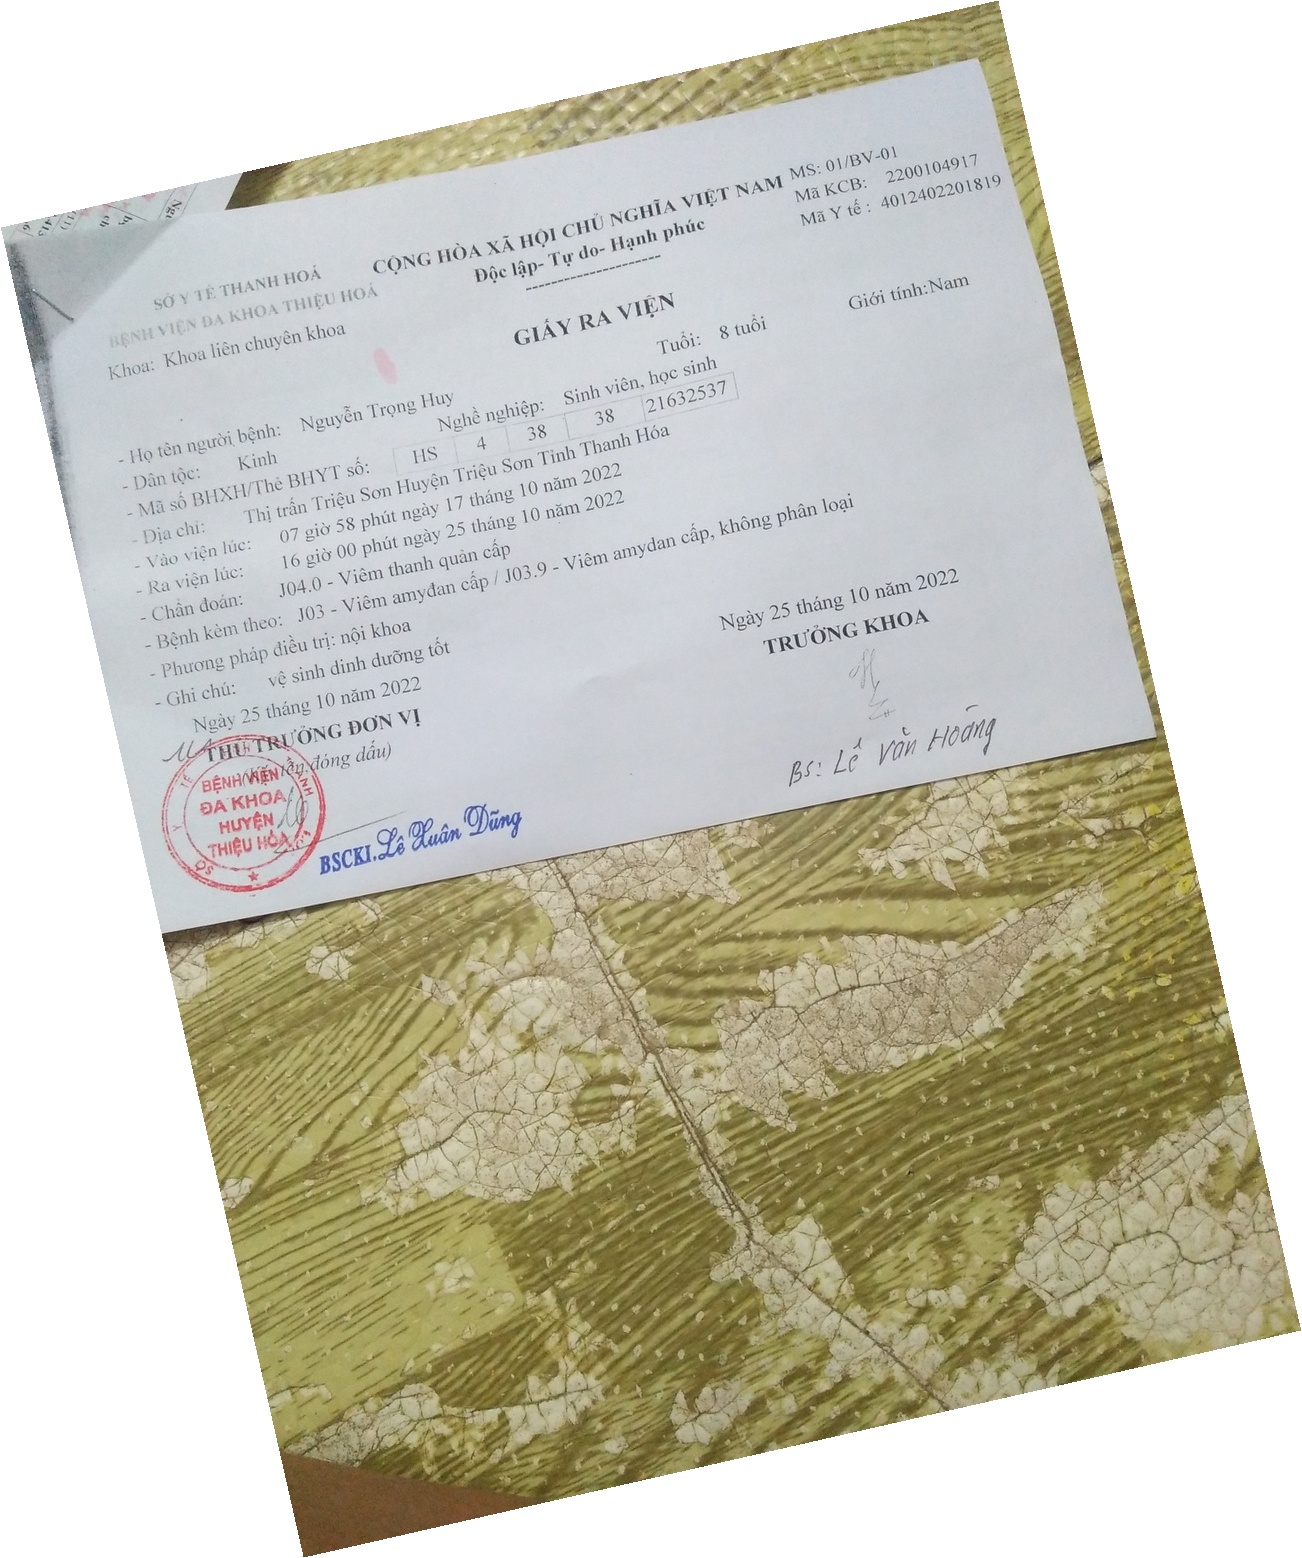 SỞ Y TẾ THANH HOÁ
BỆNH VIỆN ĐA KHOA THIỆU HOÁ
Khoa: Khoa liên chuyên khoa
CỘNG HÒA XÃ HỘI CHỦ NGHĨA VIỆT NAM
Độc lập- Tự do- Hạnh phúc
---------------------
MS: 01/BV-01
Mã KCB: 2200104917
Mã Y tế : 4012402201819
GIẤY RA VIỆN
- Họ tên người bệnh: Nguyễn Trọng Huy Tuổi: 8 tuổi Giới tính:Nam
- Dân tộc: Kinh Nghề nghiệp: Sinh viên, học sinh
- Mã số BHXH/Thẻ BHYT số: HS 4 38 38 21632537
- Địa chỉ: Thị trấn Triệu Sơn Huyện Triệu Sơn Tỉnh Thanh Hóa
- Vào viện lúc: 07 giờ 58 phút ngày 17 tháng 10 năm 2022
- Ra viện lúc: 16 giờ 00 phút ngày 25 tháng 10 năm 2022
- Chẩn đoán: J04.0 - Viêm thanh quản cấp
- Bệnh kèm theo: J03 - Viêm amyđan cấp / J03.9 - Viêm amydan cấp, không phân loại
- Phương pháp điều trị: nội khoa
- Ghi chú: vệ sinh dinh dưỡng tốt
Ngày 25 tháng 10 năm 2022
THỦ TRƯỞNG ĐƠN VỊ
(Ký tên,đóng dấu)
BỆNH VIỆN
ĐA KHOA
HUYỆN
THIỆU HÓA
BSCKI.Lê Xuân Dũng
Ngày 25 tháng 10 năm 2022
TRƯỞNG KHOA
BS: Lê Văn Hoàng